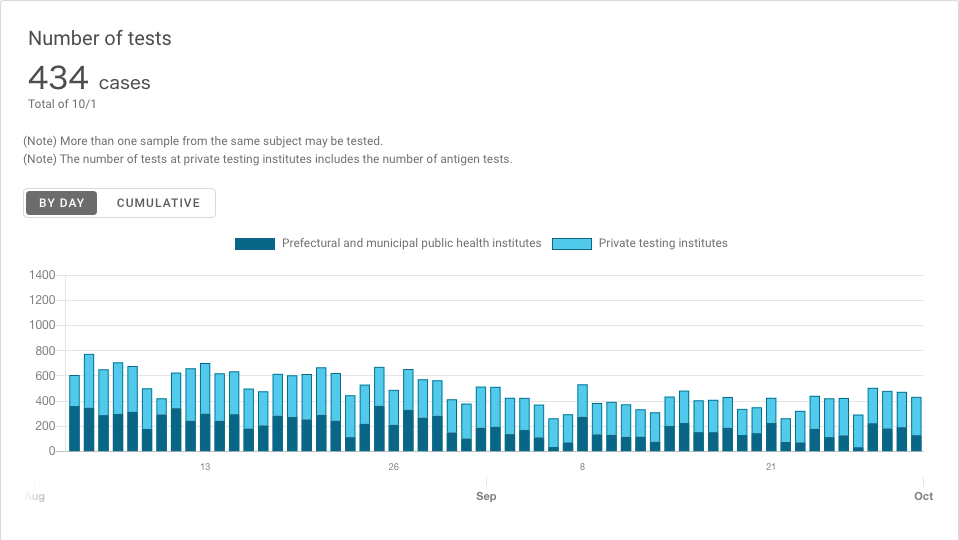 Number of tests
434 cases
Total of 10/1
(Note) More than one sample from the same subject may be tested.
(Note) The number of tests at private testing institutes includes the number of antigen tests.
BY DAY CUMULATIVE
Prefectural and municipal public health institutes Private testing institutes
1400
1200
1000
800
600
400
200
0
13 26 8 21
Aug Sep Oct